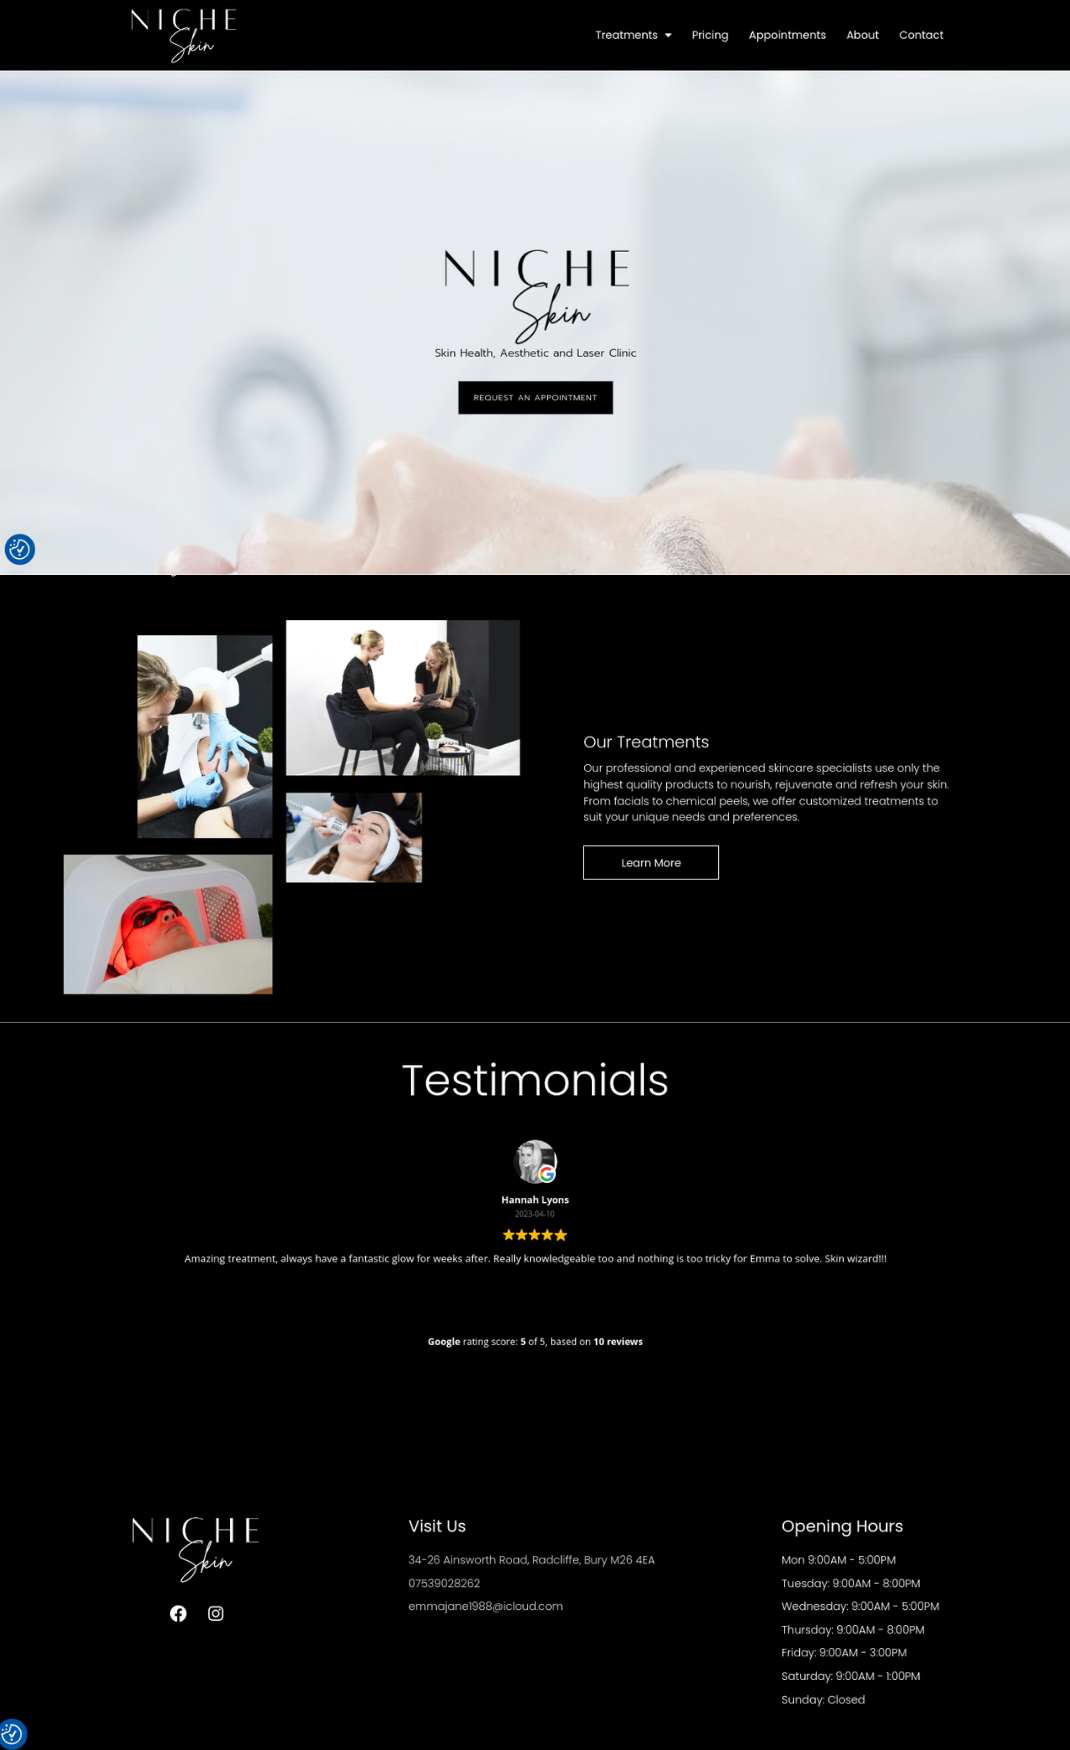 NICHE
Skin
Treatments Pricing Appointments About Contact
NICHE
Skin
Skin Health, Aesthetic and Laser Clinic
REQUEST AN APPOINTMENT
Our Treatments
Our professional and experienced skincare specialists use only the
highest quality products to nourish, rejuvenate and refresh your skin.
From facials to chemical peels, we offer customized treatments to
suit your unique needs and preferences.
Learn More
Testimonials
Hannah Lyons
2023-04-10
Amazing treatment, always have a fantastic glow for weeks after. Really knowledgeable too and nothing is too tricky for Emma to solve. Skin wizard!!!
Google rating score: 5 of 5, based on 10 reviews
NICHE
Skin
Visit Us
34-26 Ainsworth Road, Radcliffe, Bury M26 4EA
07539028262
emmajane1988@icloud.com
Opening Hours
Mon 9:00AM - 5:00PM
Tuesday: 9:00AM - 8:00PM
Wednesday: 9:00AM - 5:00PM
Thursday: 9:00AM - 8:00PM
Friday: 9:00AM - 3:00PM
Saturday: 9:00AM - 1:00PM
Sunday: Closed